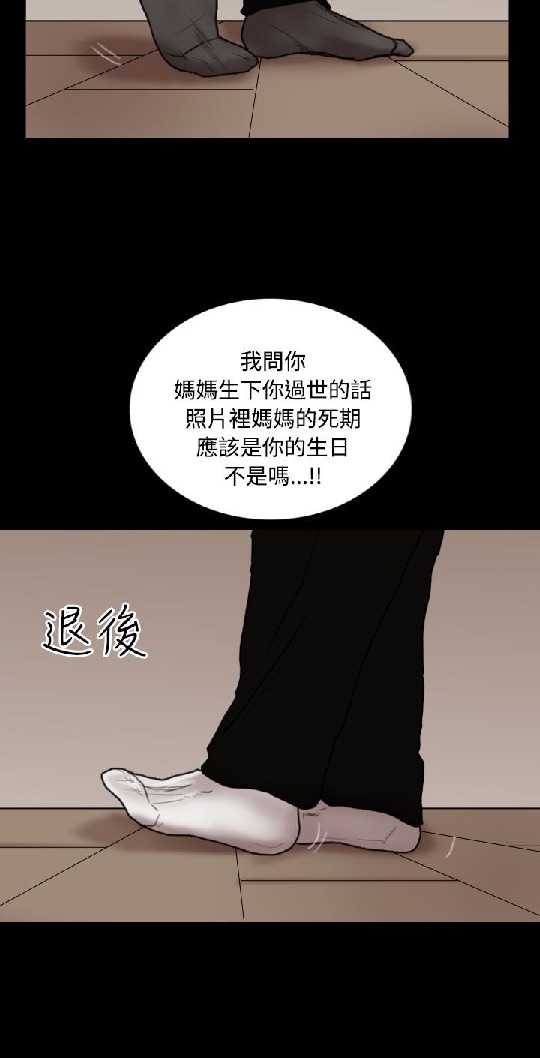 我問你
媽媽生下你過世的話
照片裡媽媽的死期
應該是你的生日
不是嗎...!!
退後